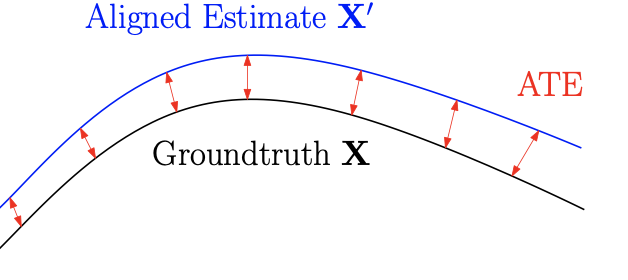 Aligned Estimate X′
ATE
Groundtruth X